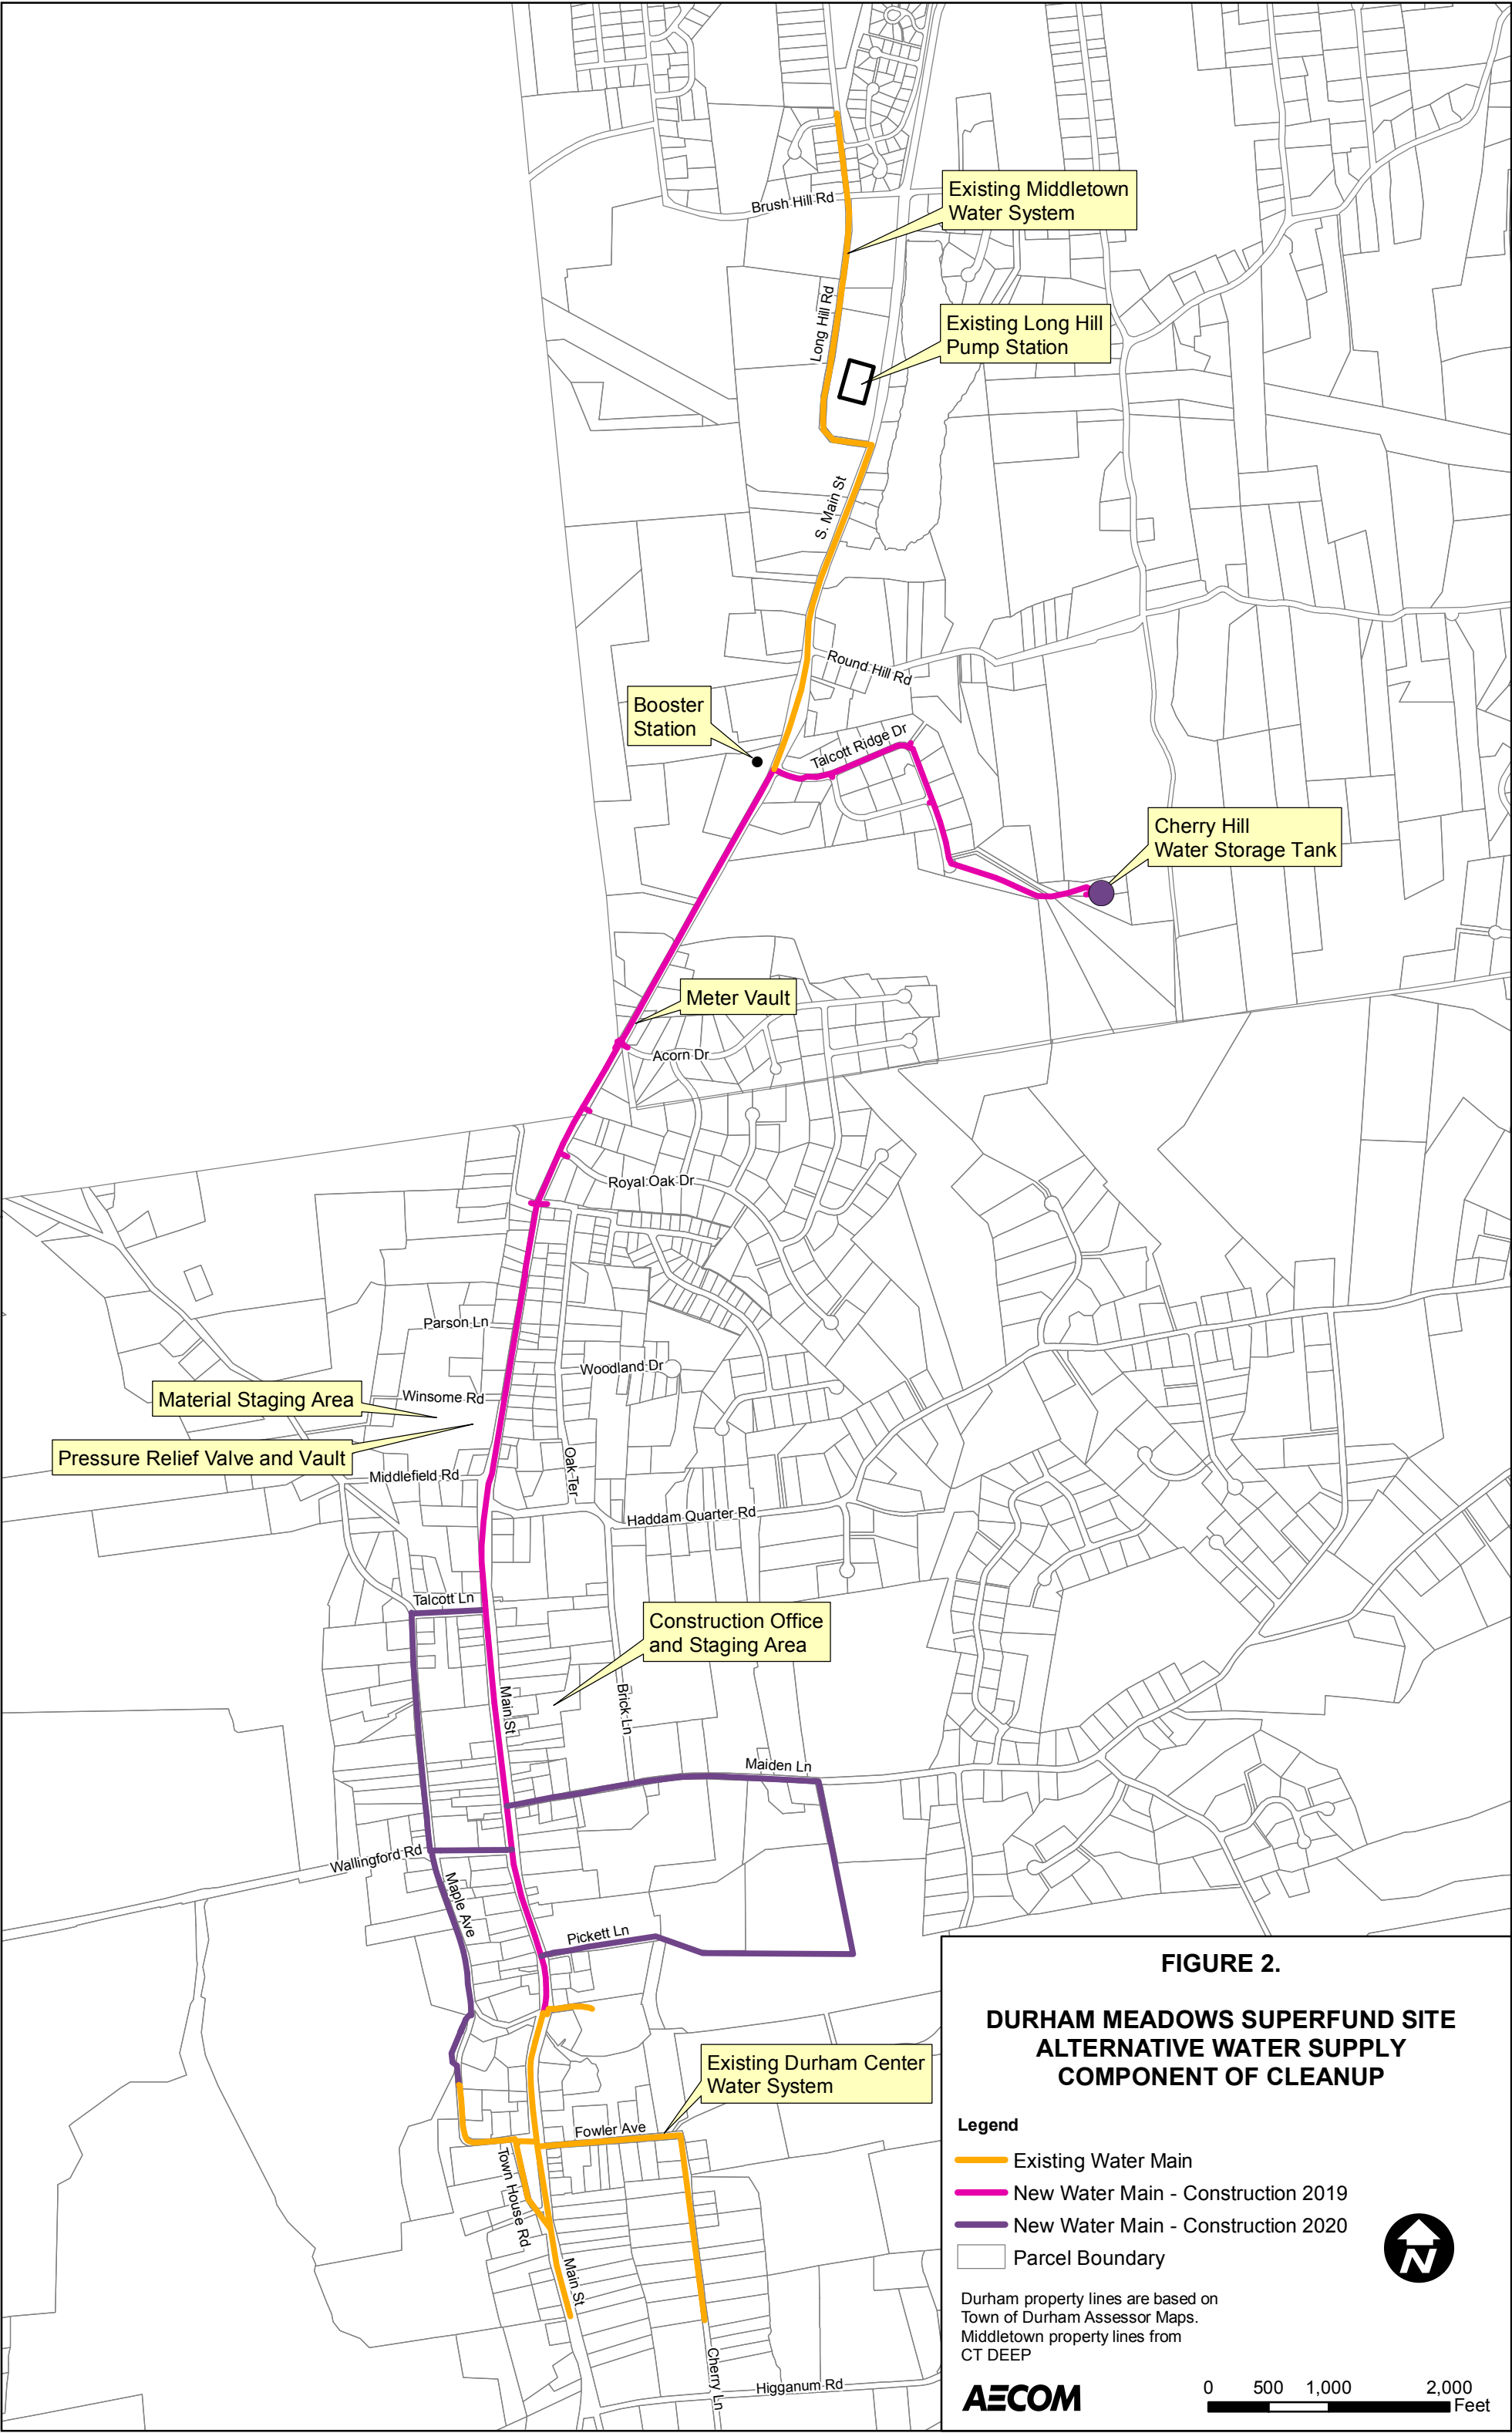 Brush Hill Rd
Existing Middletown
Water System
Long Hill Rd
Existing Long Hill
Pump Station
S. Main St
Round Hill Rd
Booster
Station
Talcott Ridge Dr
Cherry Hill
Water Storage Tank
Meter Vault
Acorn Dr
Royal Oak Dr
Parson Ln
Woodland Dr
Winsome Rd
Material Staging Area
Pressure Relief Valve and Vault
Middlefield Rd
Oak Ter
Haddam Quarter Rd
Talcott Ln
Construction Office
and Staging Area
Main St
Brick Ln
Maiden Ln
Wallingford Rd
Maple Ave
Pickett Ln
Existing Durham Center
Water System
Fowler Ave
Town House Rd
Main St
Cherry Ln
Higganum Rd
FIGURE 2.
DURHAM MEADOWS SUPERFUND SITE
ALTERNATIVE WATER SUPPLY
COMPONENT OF CLEANUP
Legend
Existing Water Main
New Water Main - Construction 2019
New Water Main - Construction 2020
Parcel Boundary
N
Durham property lines are based on
Town of Durham Assessor Maps.
Middletown property lines from
CT DEEP
AECOM
0 500 1,000 2,000
Feet